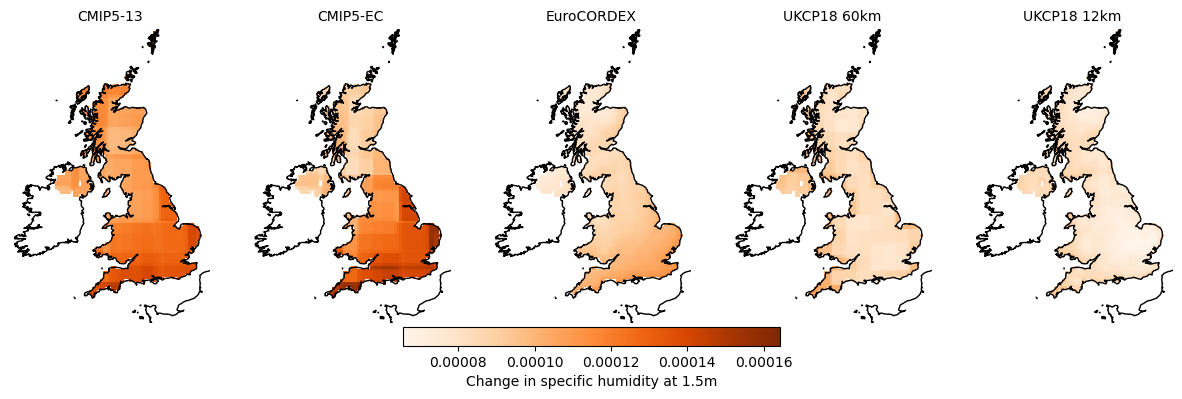 CMIP5-13 CMIP5-EC EuroCORDEX UKCP18 60km UKCP18 12km
0.00008 0.00010 0.00012 0.00014 0.00016
Change in specific humidity at 1.5m